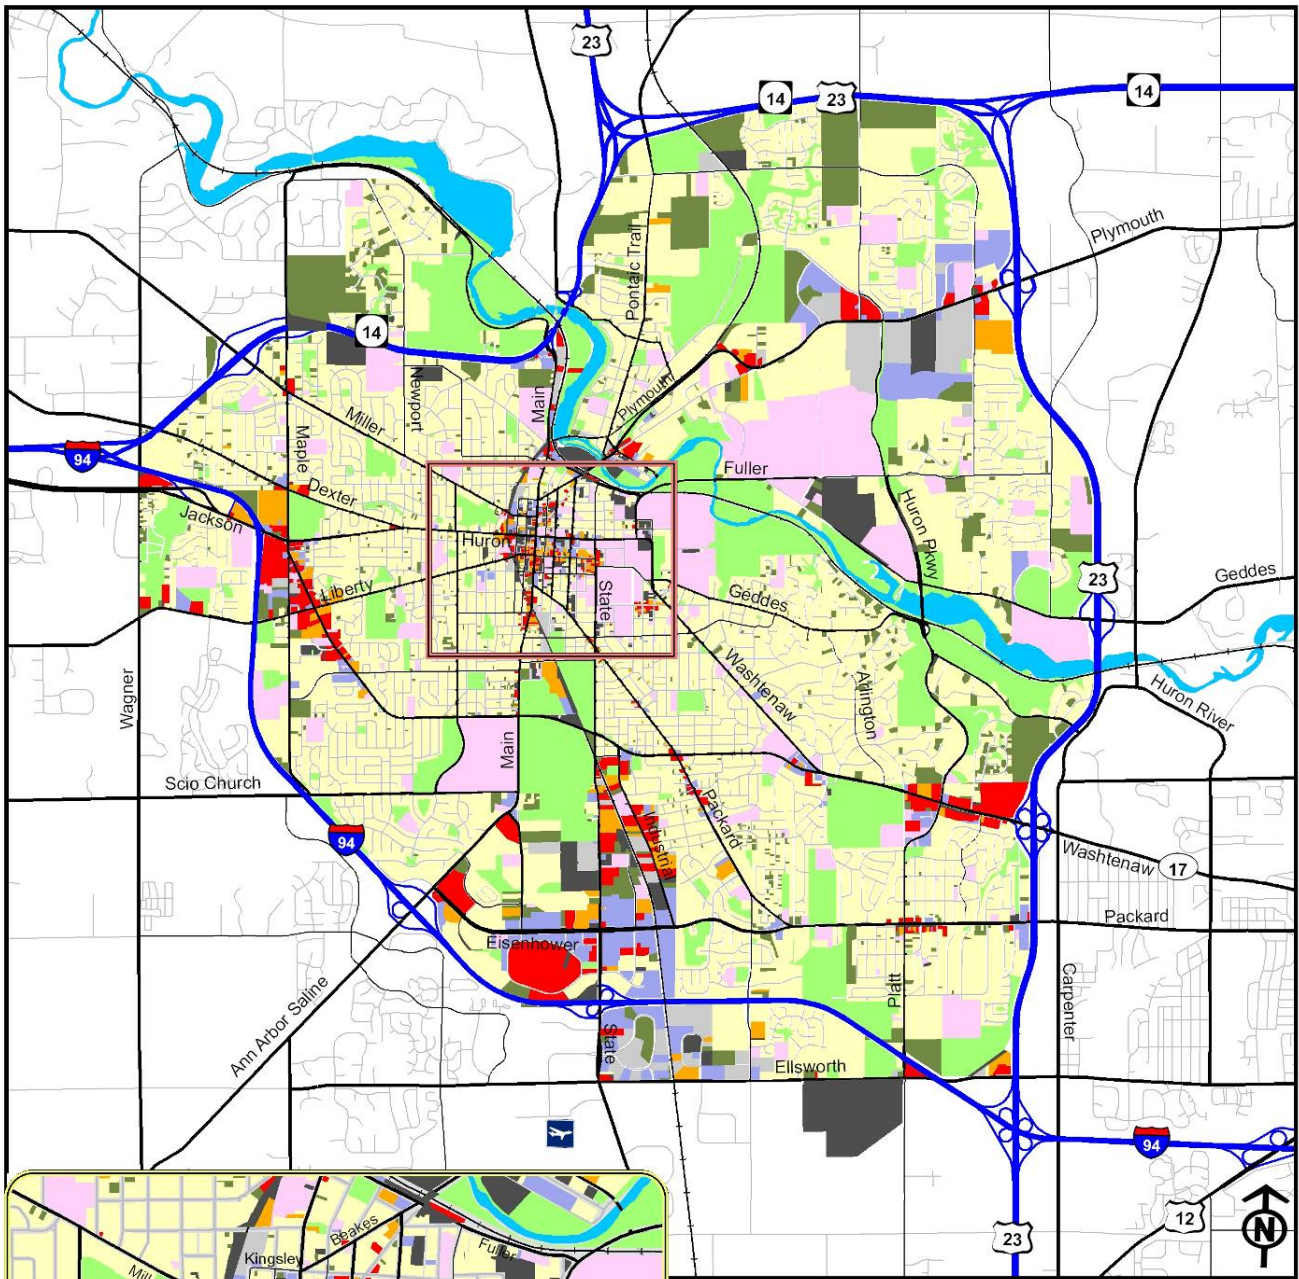 23
14
23
14
Plymouth
Pontaic Trail
14
Newport
Main
Plymouth
Miller
Maple
94
Dexter
Fuller
Jackson
Huron
Huron Pkwy
23
Geddes
Liberty
State
Geddes
Wagner
Washtenaw
Arlington
Huron River
Main
Scio Church
Packard
Industrial
94
Washtenaw
17
Packard
Eisenhower
Platt
Carpenter
Ann Arbor Saline
State
Ellsworth
94
12
23
N
Beakes
Kingsley
Fuller
Mill